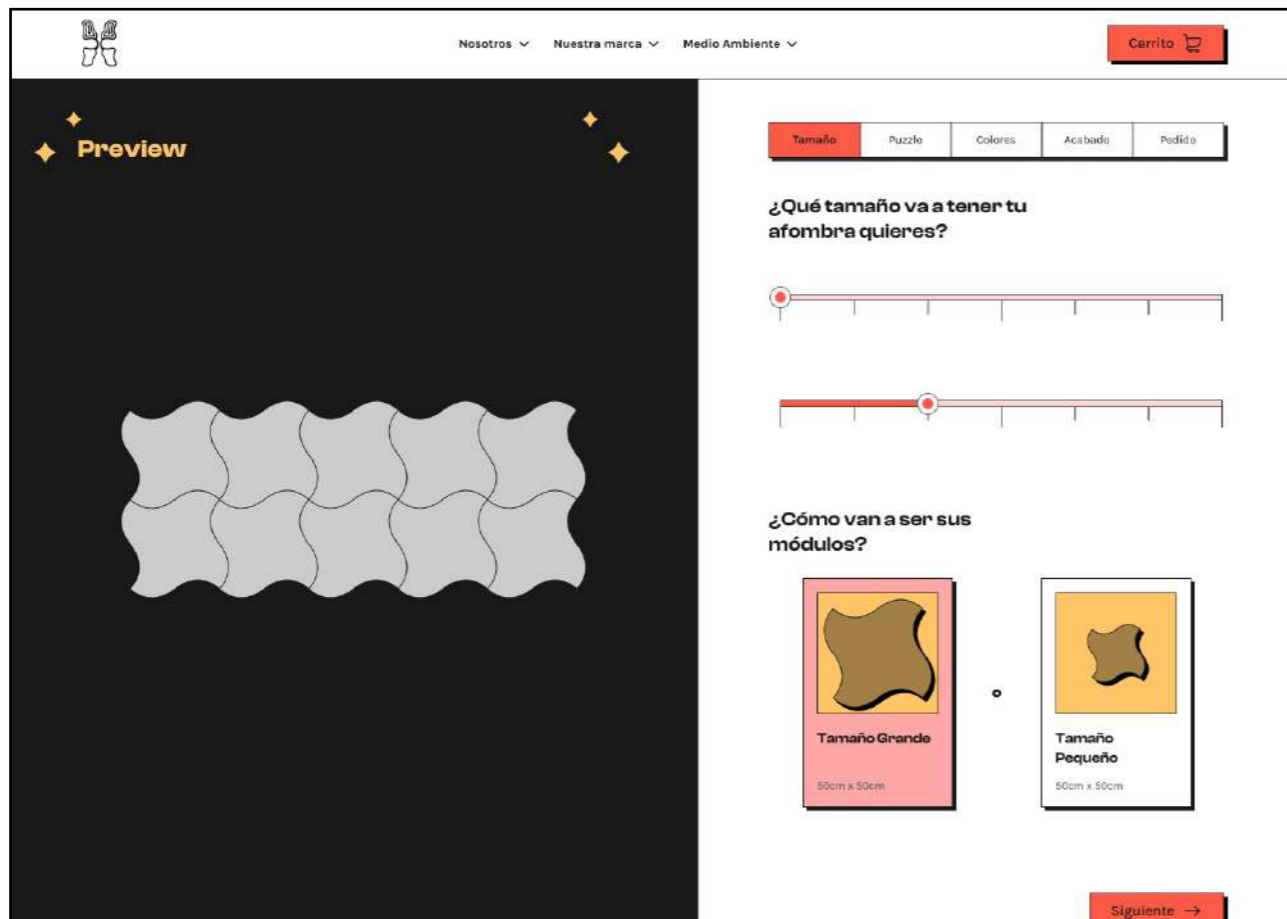 Nosotros Nuestra marca Medio Ambiente Carrito
Preview
Tamaño Puzzle Colores Acabado Pedido
¿Qué tamaño va a tener tu
afombra quieres?
¿Cómo van a ser sus
módulos?
o
Tamaño Grande
50cm x 50cm
Tamaño
Pequeño
50cm x 50cm
Siguiente →